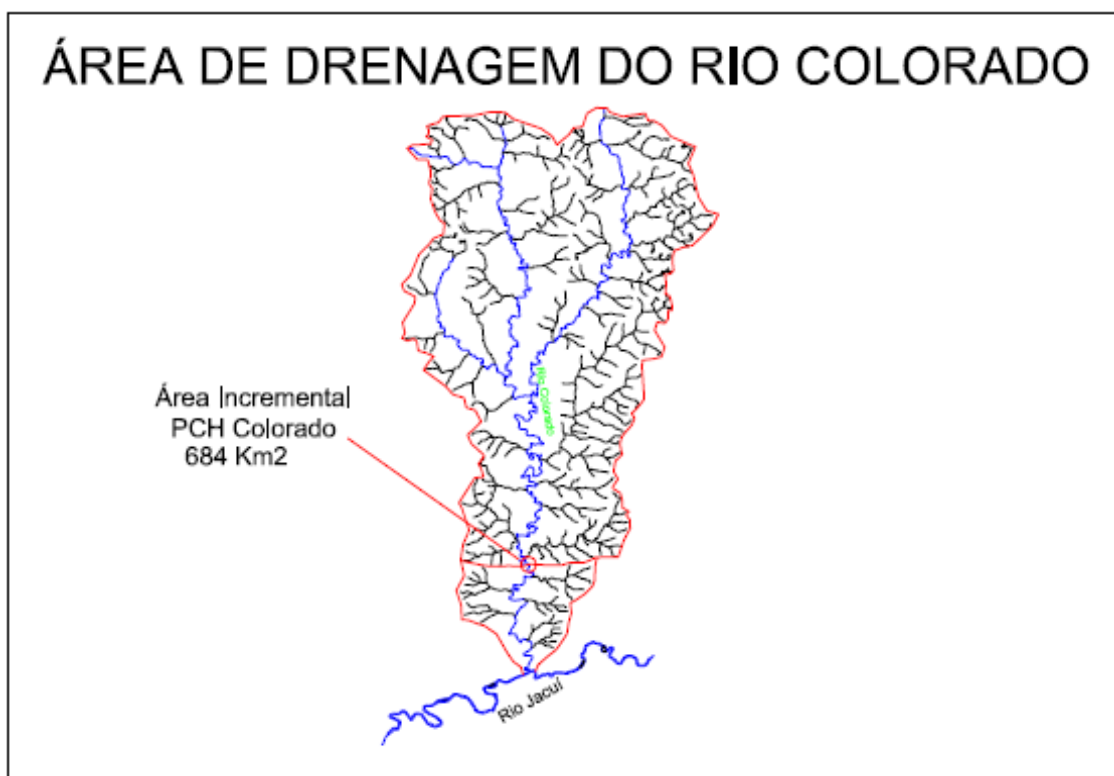 ÁREA DE DRENAGEM DO RIO COLORADO
Rio Colorado
Área Incremental
PCH Colorado
684 Km2
Rio Jacuí